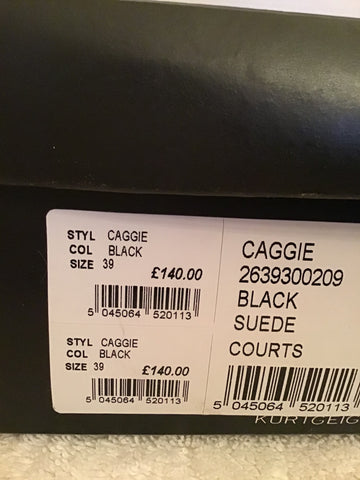 STYL CAGGIE
COL BLACK
SIZE 39
£140.00
5 045064 520113
STYL CAGGIE
COL BLACK
SIZE 39
£140.00
5 045064 520113
CAGGIE
2639300209
BLACK
SUEDE
COURTS
5 045064 520113
KURTGEIG